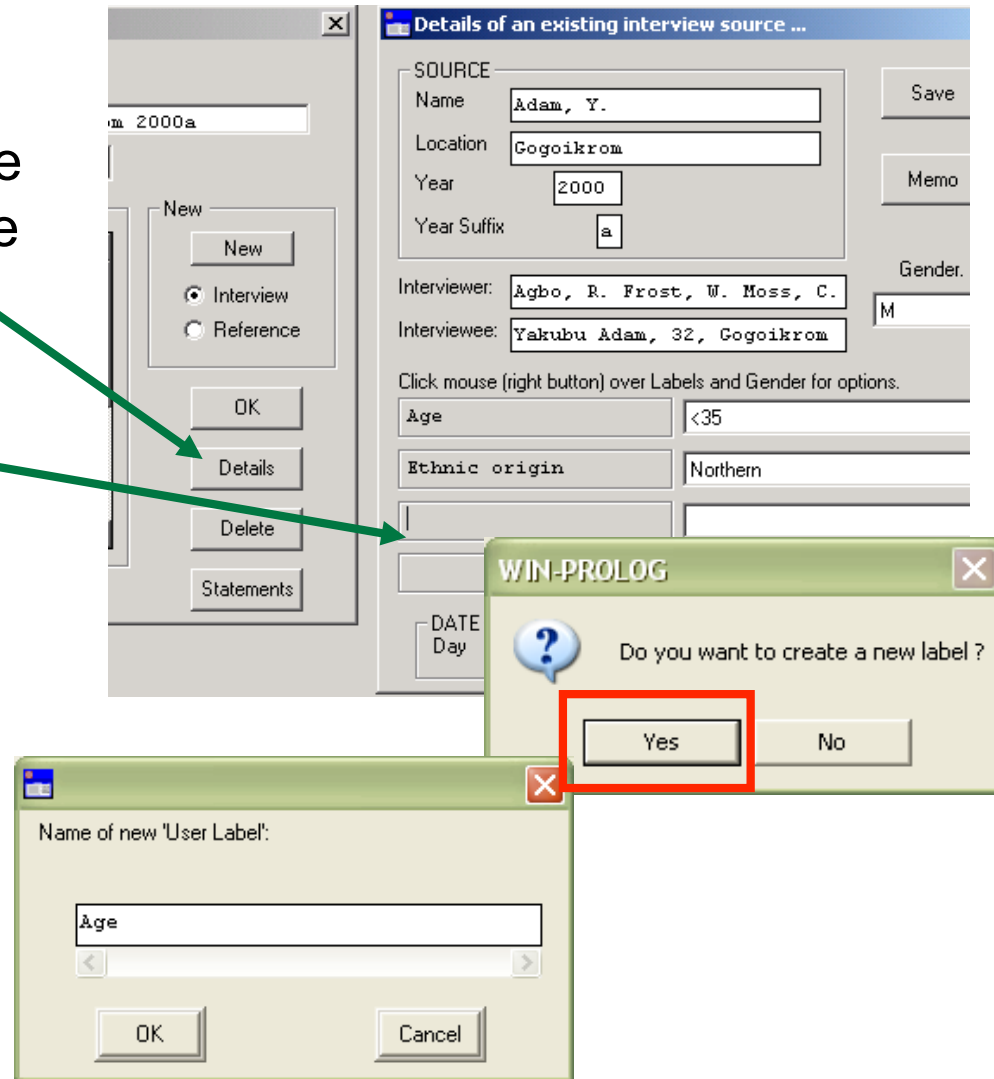 Details of an existing interview source ...
SOURCE
Name Adam, Y.
Location Gogoikrom
Year 2000
Year Suffix a
Save
Memo
2000a
e
e
New
New
Interview
Reference
OK
Details
Delete
Statements
Interviewer: Agbo, R. Frost, W. Moss, C.
Interviewee: Yakubu Adam, 32, Gogoikrom
Gender.
M
Click mouse (right button) over Labels and Gender for options.
Age <35
Ethnic origin Northern
DATE
Day
WIN-PROLOG
Do you want to create a new label ?
Yes No
Name of new 'User Label':
Age
OK Cancel